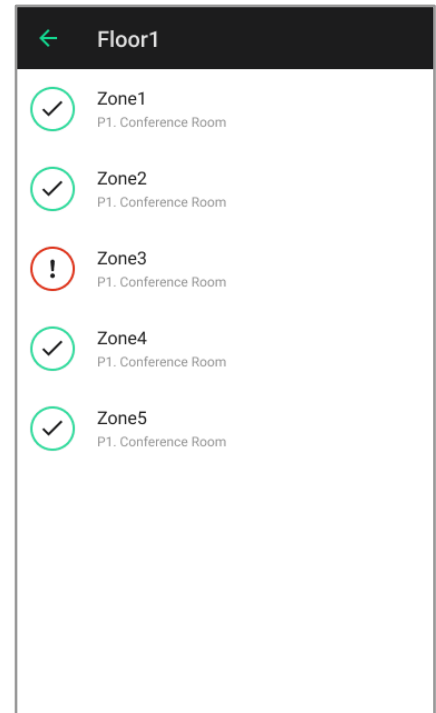 Floor1
Zone1
P1. Conference Room
Zone2
P1. Conference Room
Zone3
P1. Conference Room
Zone4
P1. Conference Room
Zone5
P1. Conference Room